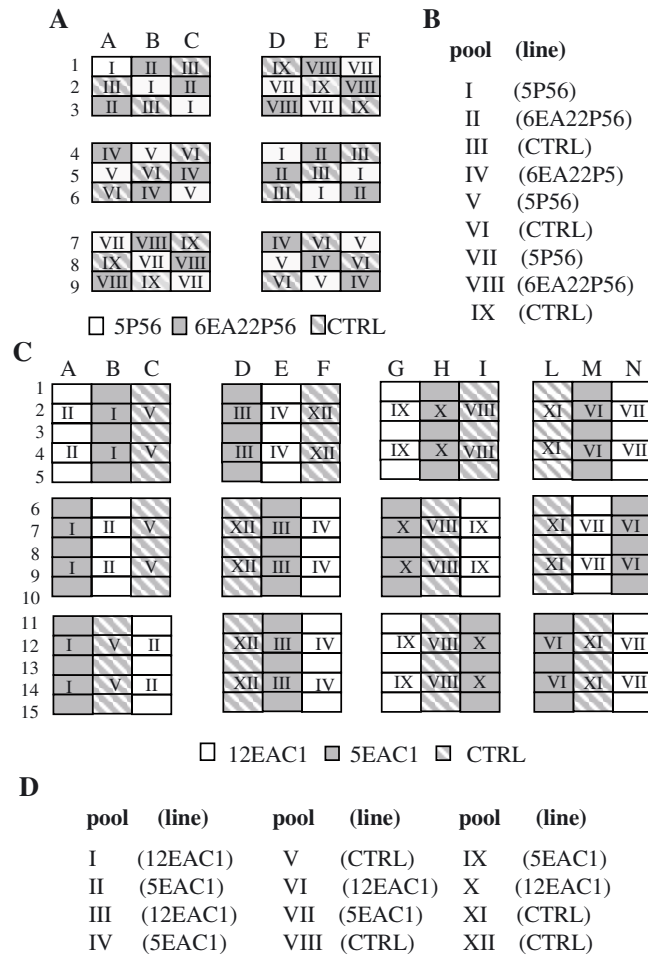 A
A B C D E F
1 I II III IX VIII VII
2 III I II VII IX VIII
3 II III I VIII VII IX
4 IV V VI I II III
5 V VI IV II III I
6 VI IV V III I II
7 VII VIII IX IV VI V
8 IX VII VIII V IV VI
9 VIII IX VII VI V IV
5P56 6EA22P56 CTRL
B
pool (line)
I (5P56)
II (6EA22P56)
III (CTRL)
IV (6EA22P5)
V (5P56)
VI (CTRL)
VII (5P56)
VIII (6EA22P56)
IX (CTRL)
C
A B C D E F G H I L M N
1
2 II I V III IV XII IX X VIII XI VI VII
3
4 II I V III IV XII IX X VIII XI VI VII
5
6
7 I II V XII III IV X VIII IX XI VII VI
8
9 I II V XII III IV X VIII IX XI VII VI
10
11
12 I V II XII III IV IX VIII X VI XI VII
13
14 I V II XII III IV IX VIII X VI XI VII
15
12EAC1 5EAC1 CTRL
D
pool (line) pool (line) pool (line)
I (12EAC1) V (CTRL) IX (5EAC1)
II (5EAC1) VI (12EAC1) X (12EAC1)
III (12EAC1) VII (5EAC1) XI (CTRL)
IV (5EAC1) VIII (CTRL) XII (CTRL)